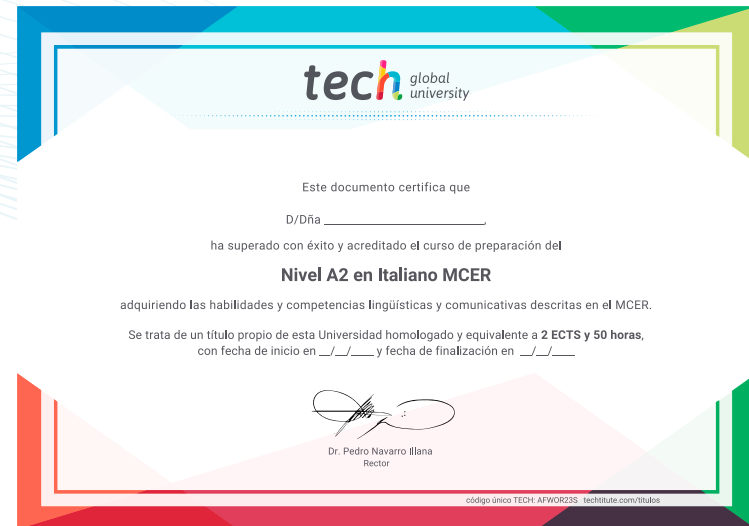 tech global university
Este documento certifica que
D/Dña ________________________,
ha superado con éxito y acreditado el curso de preparación del
Nivel A2 en Italiano MCER
adquiriendo las habilidades y competencias lingüísticas y comunicativas descritas en el MCER.
Se trata de un título propio de esta Universidad homologado y equivalente a 2 ECTS y 50 horas,
con fecha de inicio en __/__/____ y fecha de finalización en __/__/____
Dr. Pedro Navarro Illana
Rector
código único TECH: AFWOR23S techtitute.com/titulos